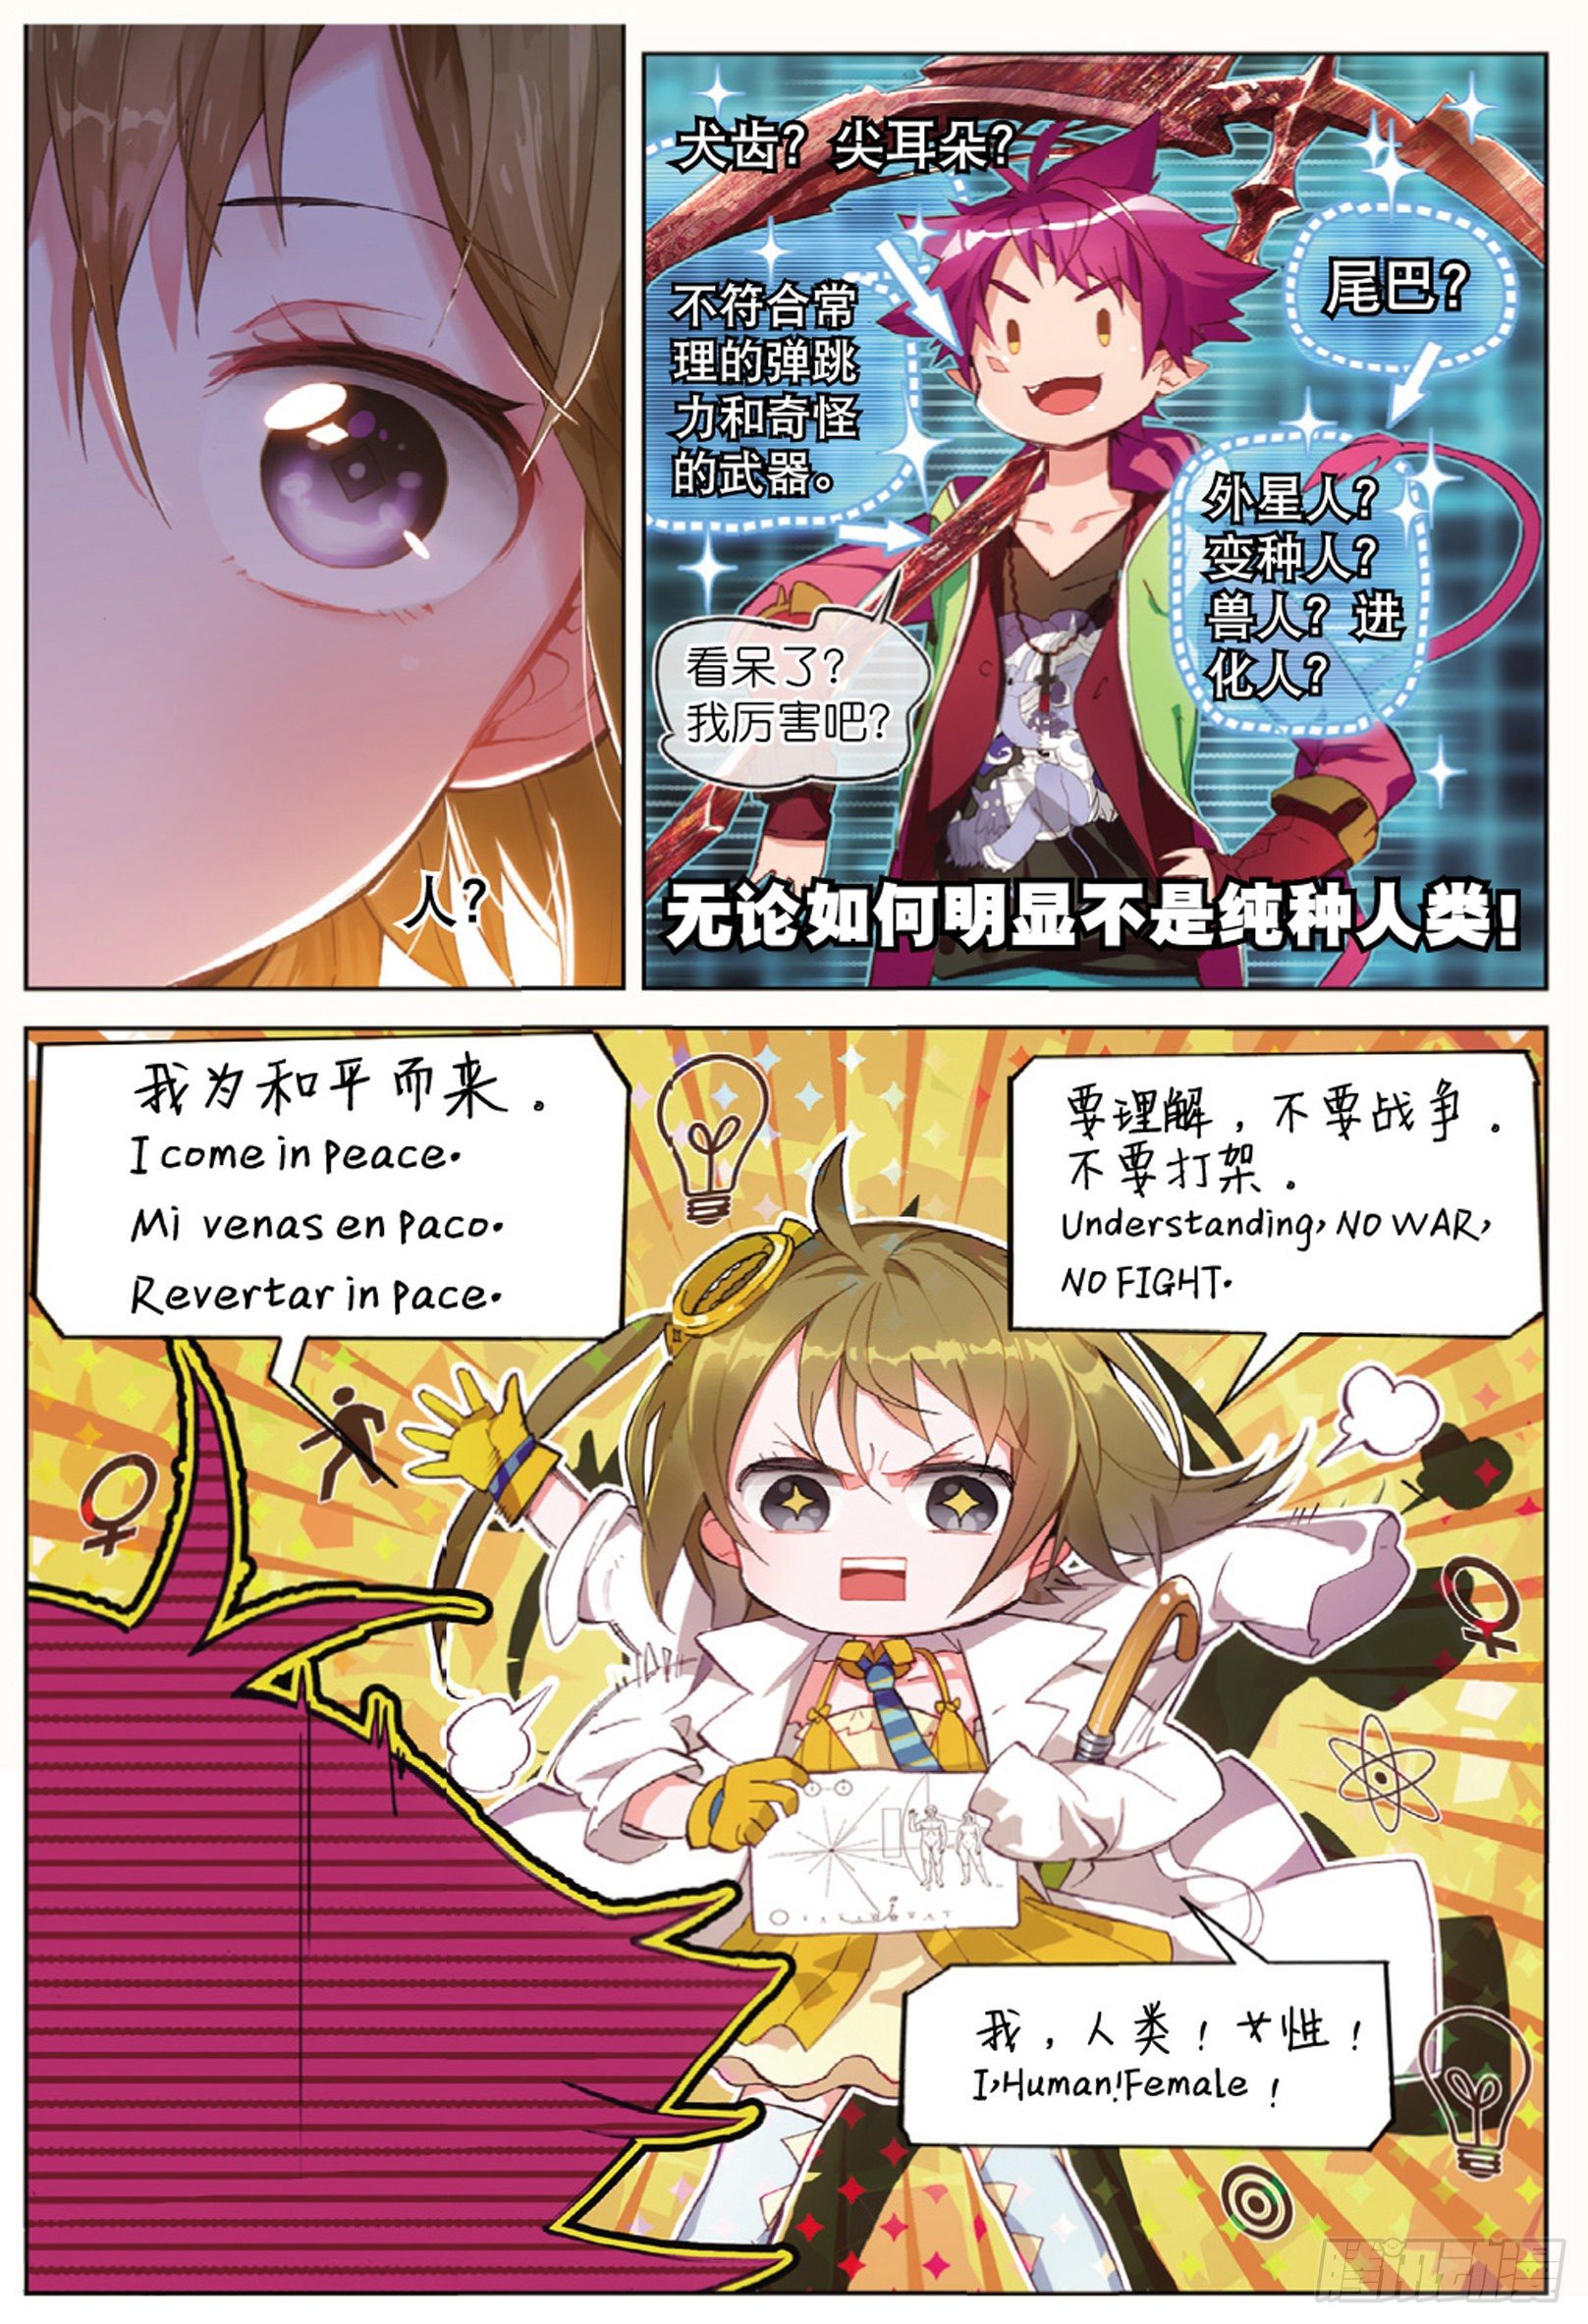 人?
犬齿?尖耳朵?
不符合常
理的弹跳
力和奇怪
的武器。
尾巴?
外星人?
变种人?
兽人?进
化人?
看呆了?
我厉害吧?
无论如何明显不是纯种人类!
我为和平而来.
I come in peace.
Mi venas en paco.
Revertar in pace.
要理解,不要战争.
不要打架.
Understanding, NO WAR,
NO FIGHT.
我,人类!女性!
I,Human!Female!
腾讯动漫